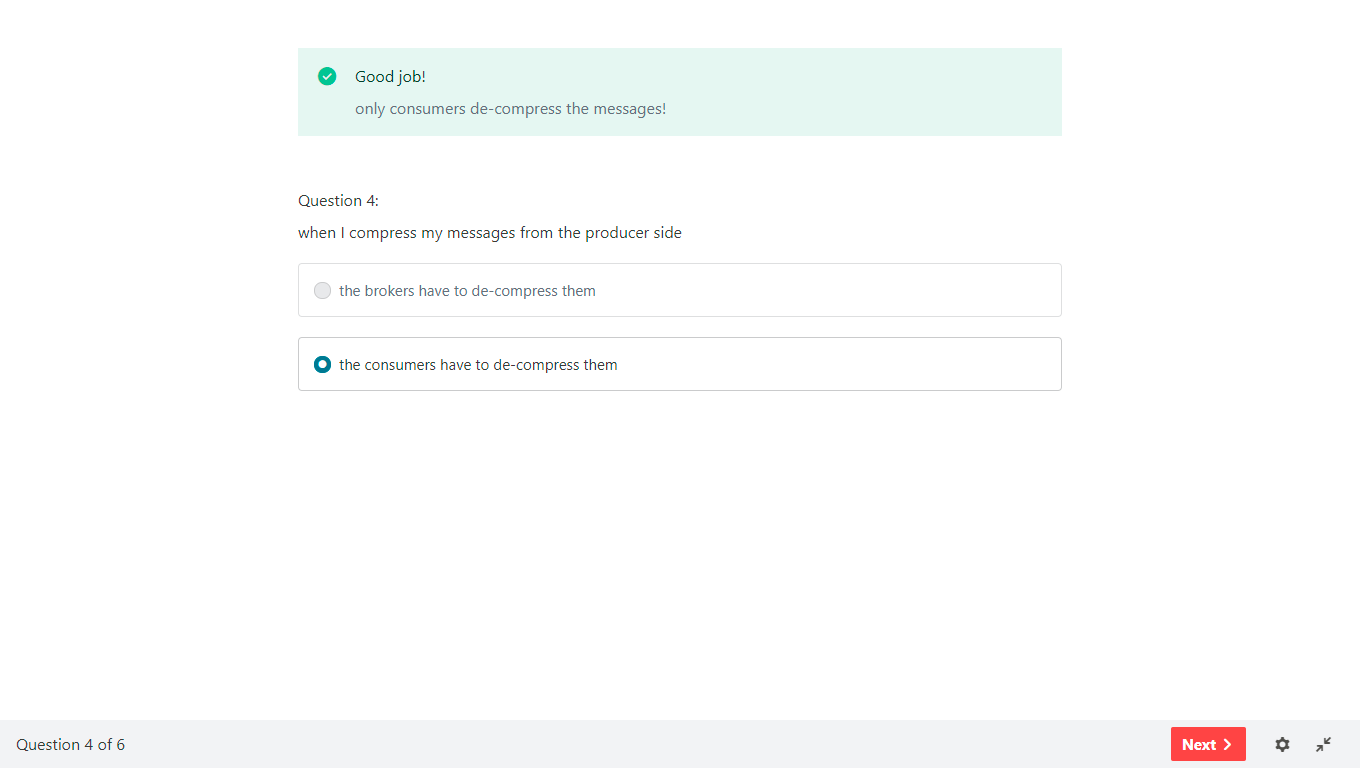 Good job!
only consumers de-compress the messages!
Question 4:
when I compress my messages from the producer side
the brokers have to de-compress them
the consumers have to de-compress them
Question 4 of 6
Next